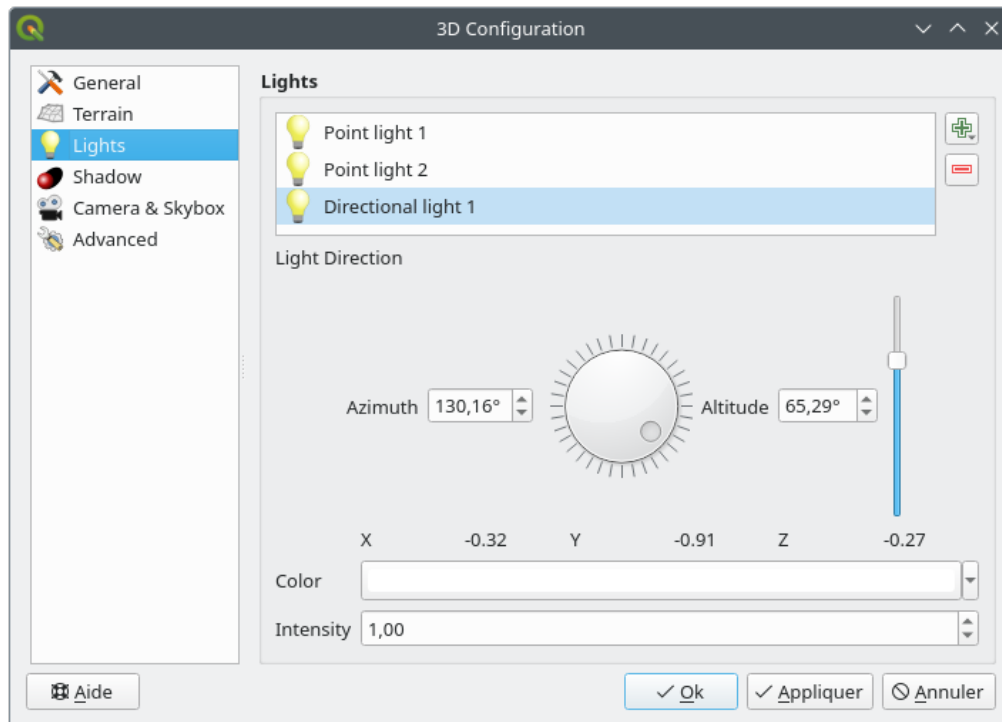 3D Configuration
General
Terrain
Lights
Shadow
Camera & Skybox
Advanced
Lights
Point light 1
Point light 2
Directional light 1
Light Direction
Azimuth 130,16° Altitude 65,29°
X -0.32 Y -0.91 Z -0.27
Color
Intensity 1,00
Aide Ok Appliquer Annuler